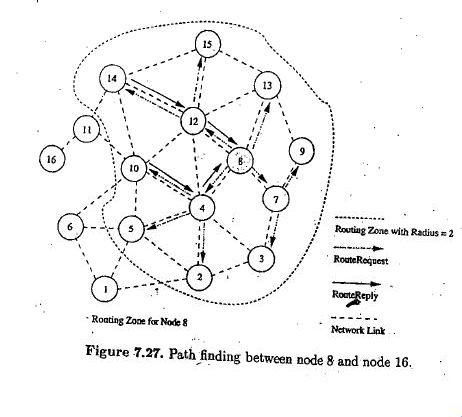 15
14
13
12
11
16
10
8
9
7
4
6
5
3
2
1
Routing Zone with Radius = 2
RouteRequest
RouteReply
Network Link
Routing Zone for Node 8
Figure 7.27. Path finding between node 8 and node 16.